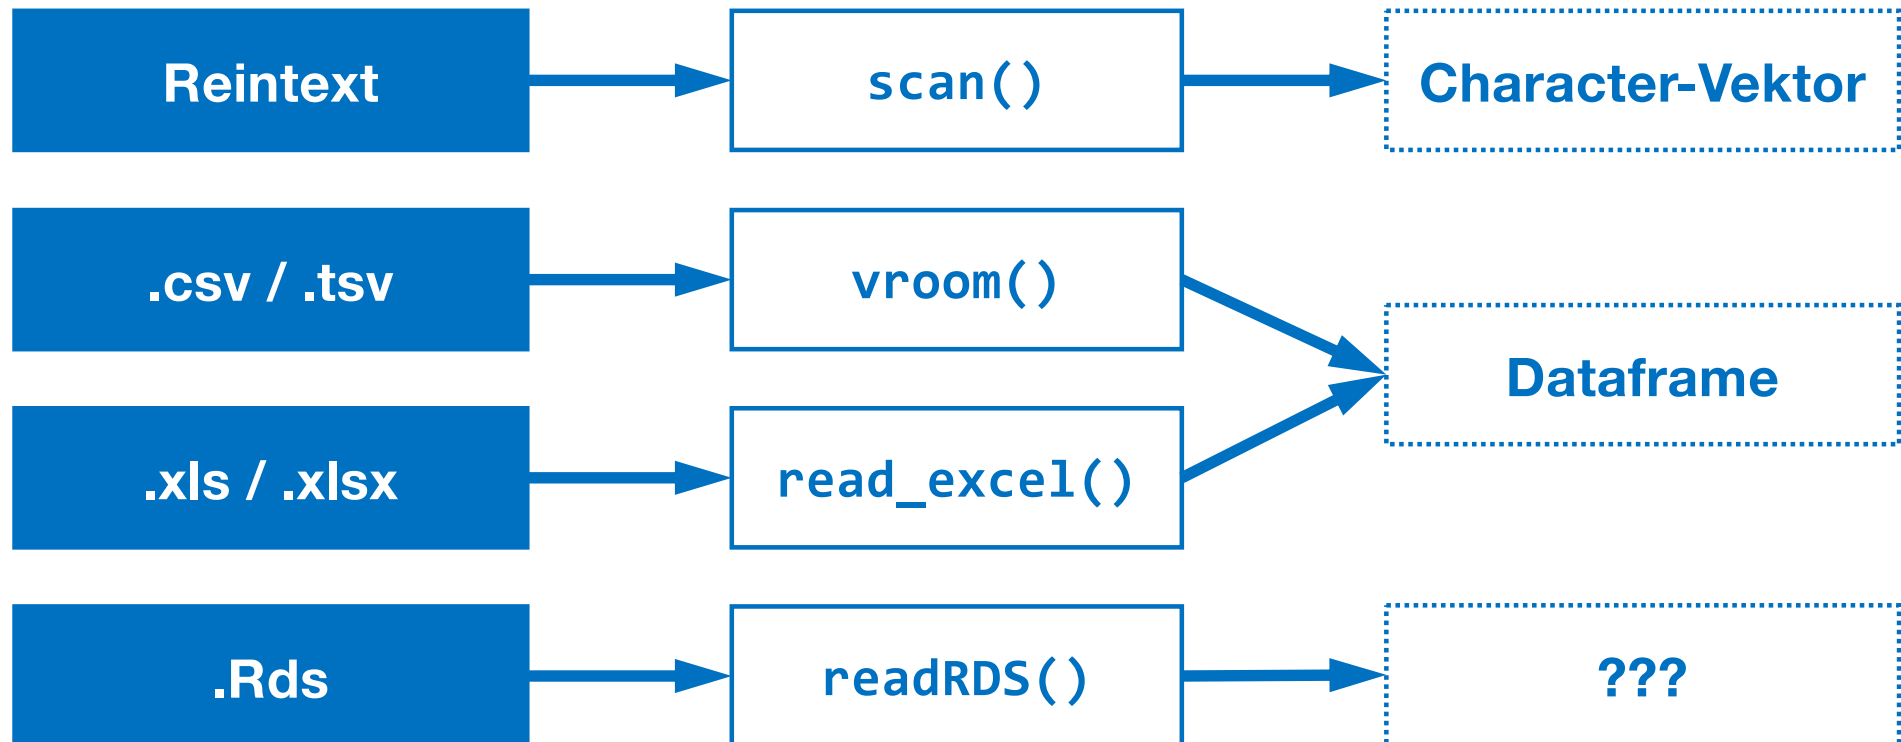 Reintext
scan()
Character-Vektor
.csv / .tsv
vroom()
Dataframe
.xls / .xlsx
read_excel()
.Rds
readRDS()
???